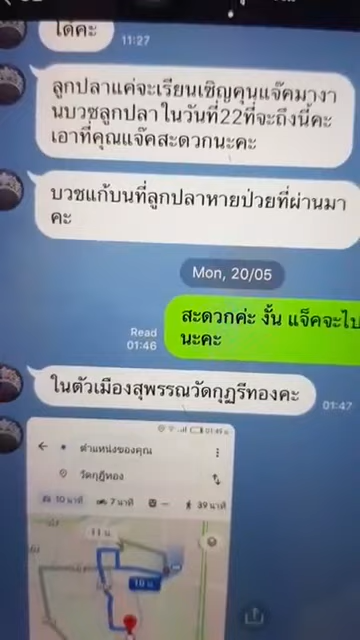 ได้คะ
11:27
ลูกปลาแค่จะเรียนเชิญคุณแจ๊คมางา
นบวชลูกปลาในวันที่22ที่จะถึงนี้คะ
เอาที่คุณแจ๊คสะดวกนะคะ
บวชแก้บนที่ลูกปลาหายป่วยที่ผ่านมา
คะ
Mon, 20/05
สะดวกค่ะ งั้น แจ็คจะไป
นะคะ
Read
01:46
ในตัวเมืองสุพรรณวัดกุฏรีทองคะ
01:47
ตำแหน่งของคุณ
วัดกุฎีทอง
10 นาที
7 นาที
39 นาที
11 น.
10 น.